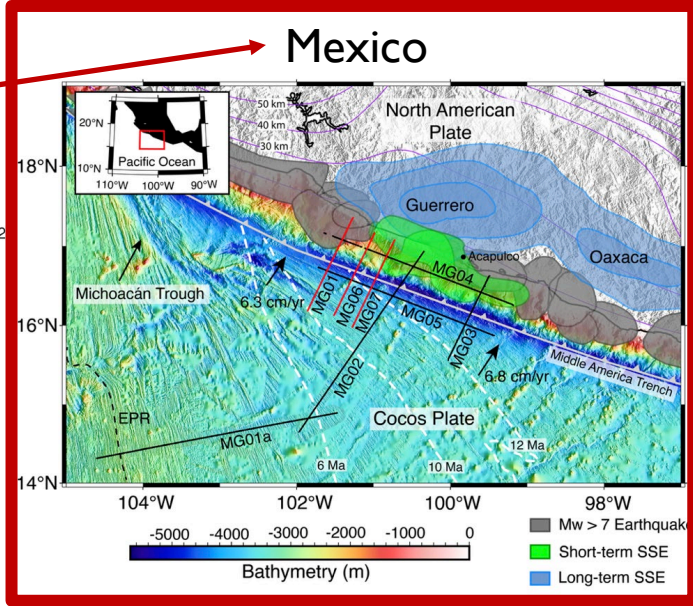 Mexico
50 km
40 km
30 km
20°N
10°N
Pacific Ocean
110°W
100°W
90°W
North American
Plate
18°N
Guerrero
Oaxaca
Acapulco
Michoacán Trough
6.3 cm/yr
MG01
MG06
MG07
MG04
MG05
MG03
MG02
16°N
6.8 cm/yr
Middle America Trench
EPR
Cocos Plate
MG01a
6 Ma
10 Ma
12 Ma
14°N
104°W
102°W
100°W
98°W
-5000
-4000
-3000
-2000
-1000
0
Bathymetry (m)
Mw > 7 Earthquake
Short-term SSE
Long-term SSE
2